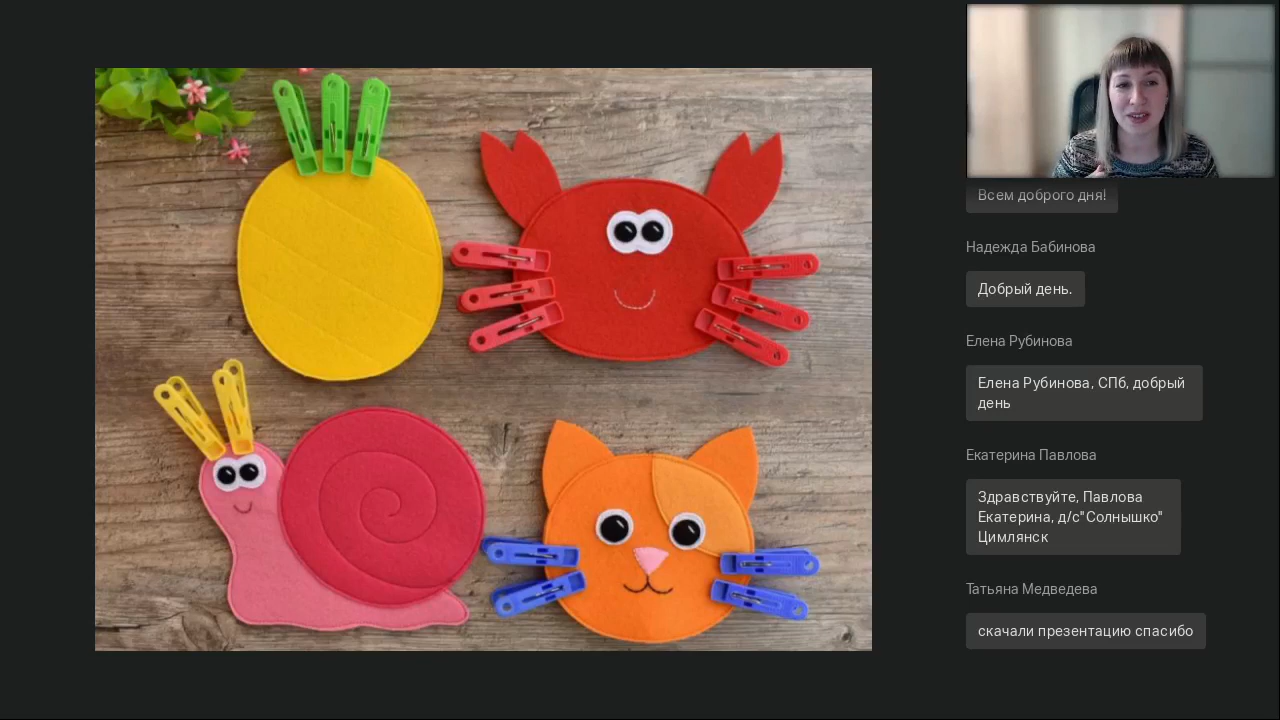 Всем доброго дня!
Надежда Бабинова
Добрый день.
Елена Рубинова
Елена Рубинова, СПб, добрый
день
Екатерина Павлова
Здравствуйте, Павлова
Екатерина, д/с"Солнышко"
Цимлянск
Татьяна Медведева
скачали презентацию спасибо